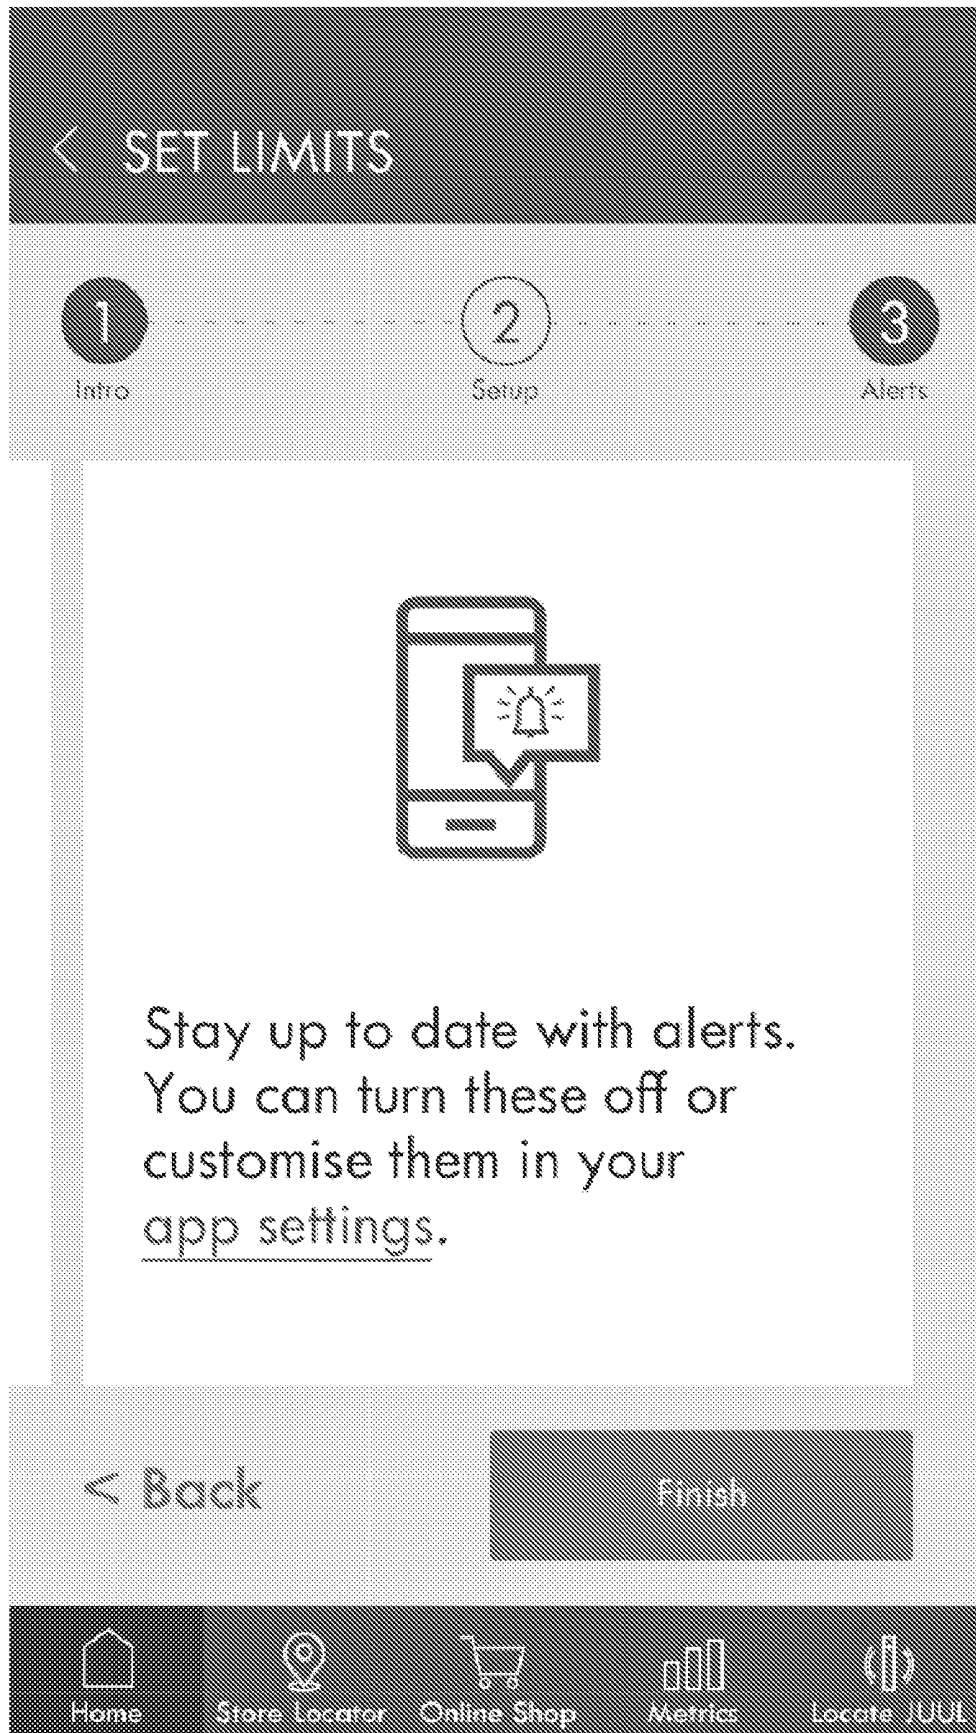 < SET LIMITS
1 2 3
Intro Setup Alerts
Stay up to date with alerts.
You can turn these off or
customise them in your
app settings.
< Back Finish
Home Store Locator Online Shop Metrics Locate JUUL